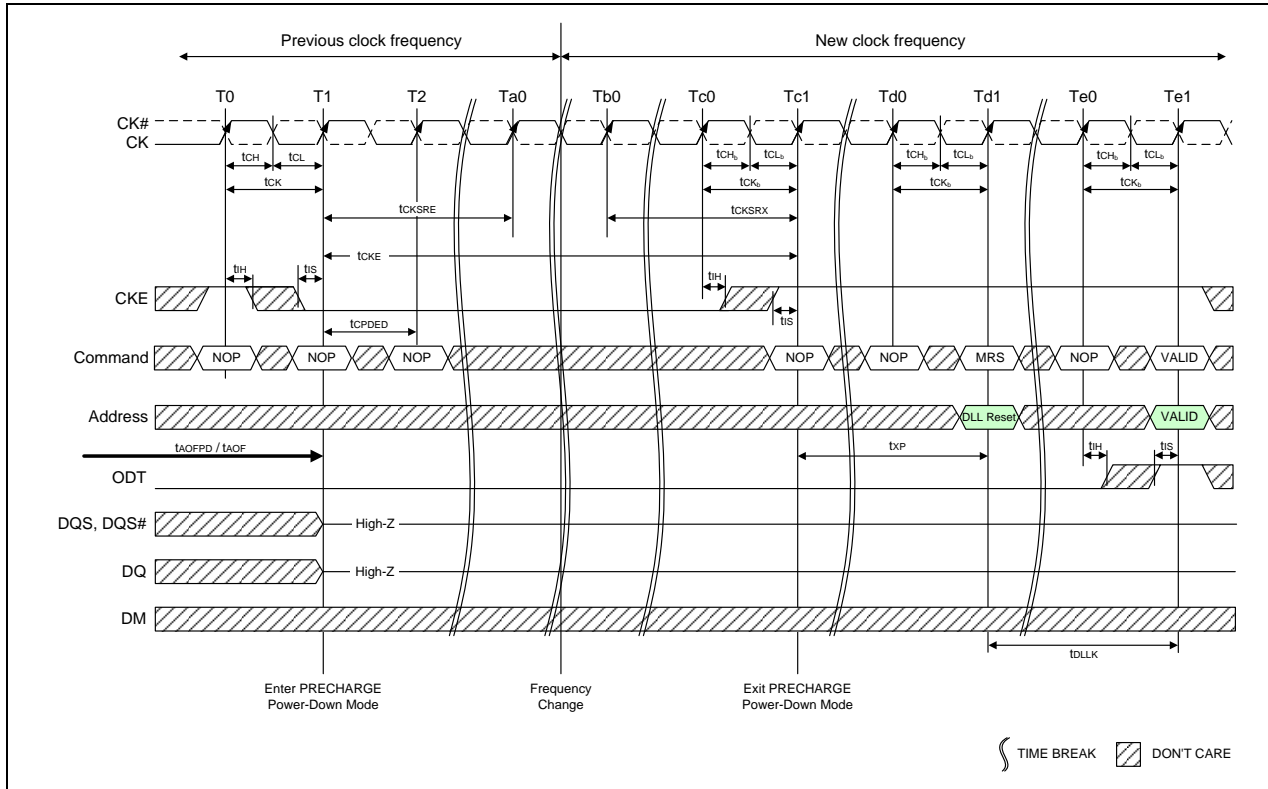 Previous clock frequency
New clock frequency
T0 T1 T2 Ta0 Tb0 Tc0 Tc1 Td0 Td1 Te0 Te1
CK#
CK
tCH tCL tCHb tCLb tCHb tCLb tCHb tCLb
tCK tCKb tCKb tCKb
tCKSRE tCKSRX
tCKE
tIH tIS tIH
CKE
tIS
tCPDED
Command NOP NOP NOP NOP NOP MRS NOP VALID
Address DLL Reset VALID
tAOFPD / tAOF tXP tIH tIS
ODT
DQS, DQS# High-Z
DQ High-Z
DM
tDLLK
Enter PRECHARGE
Power-Down Mode
Frequency
Change
Exit PRECHARGE
Power-Down Mode
TIME BREAK DON'T CARE